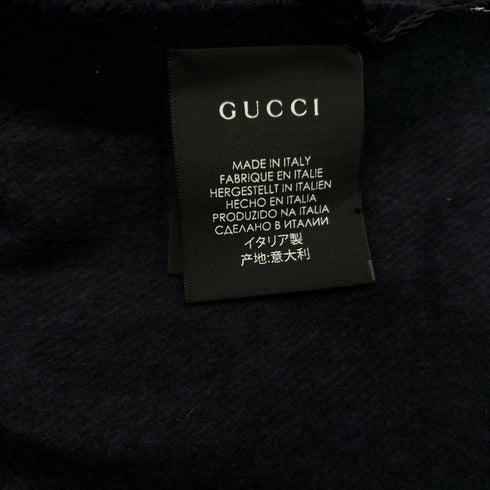 GUCCI
MADE IN ITALY
FABRIQUE EN ITALIE
HERGESTELLT IN ITALIEN
HECHO EN ITALIA
PRODUZIDO NA ITALIA
СДЕЛАНО В ИТАЛИИ
イタリア製
产地:意大利